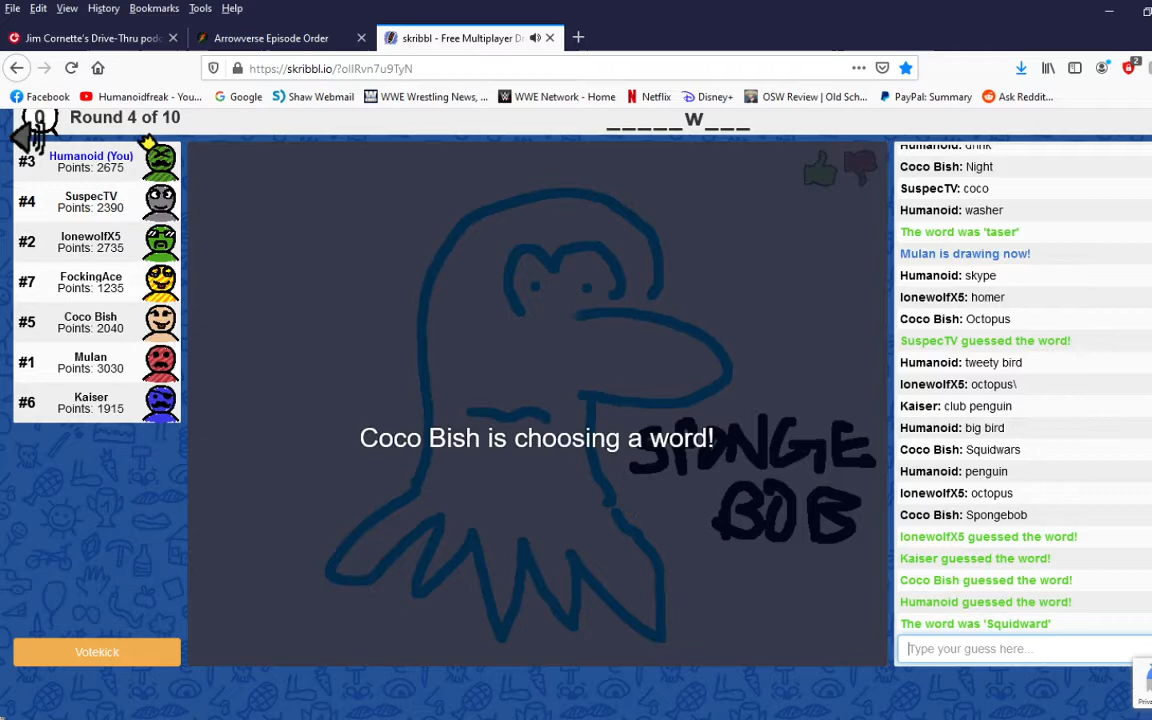 File Edit View History Bookmarks Tools Help
Jim Cornette's Drive-Thru pod
Arrowverse Episode Order
skribbl - Free Multiplayer D
https://skribbl.io/?olIRvn7u9TyN
2
Facebook
Humanoidfreak - You...
Google
Shaw Webmail
WWE Wrestling News, ...
WWE Network - Home
Netflix
Disney+
OSW Review | Old Sch...
PayPal: Summary
Ask Reddit...
0
Round 4 of 10
_____w___
#3 Humanoid (You)
Points: 2675
#4 SuspecTV
Points: 2390
#2 lonewolfX5
Points: 2735
#7 FockingAce
Points: 1235
#5 Coco Bish
Points: 2040
#1 Mulan
Points: 3030
#6 Kaiser
Points: 1915
Votekick
Coco Bish is choosing a word!
SPONGE
BOB
Humanoid: drink
Coco Bish: Night
SuspecTV: coco
Humanoid: washer
The word was 'taser'
Mulan is drawing now!
Humanoid: skype
lonewolfX5: homer
Coco Bish: Octopus
SuspecTV guessed the word!
Humanoid: tweety bird
lonewolfX5: octopus\
Kaiser: club penguin
Humanoid: big bird
Coco Bish: Squidwars
Humanoid: penguin
lonewolfX5: octopus
Coco Bish: Spongebob
lonewolfX5 guessed the word!
Kaiser guessed the word!
Coco Bish guessed the word!
Humanoid guessed the word!
The word was 'Squidward'
Type your guess here...